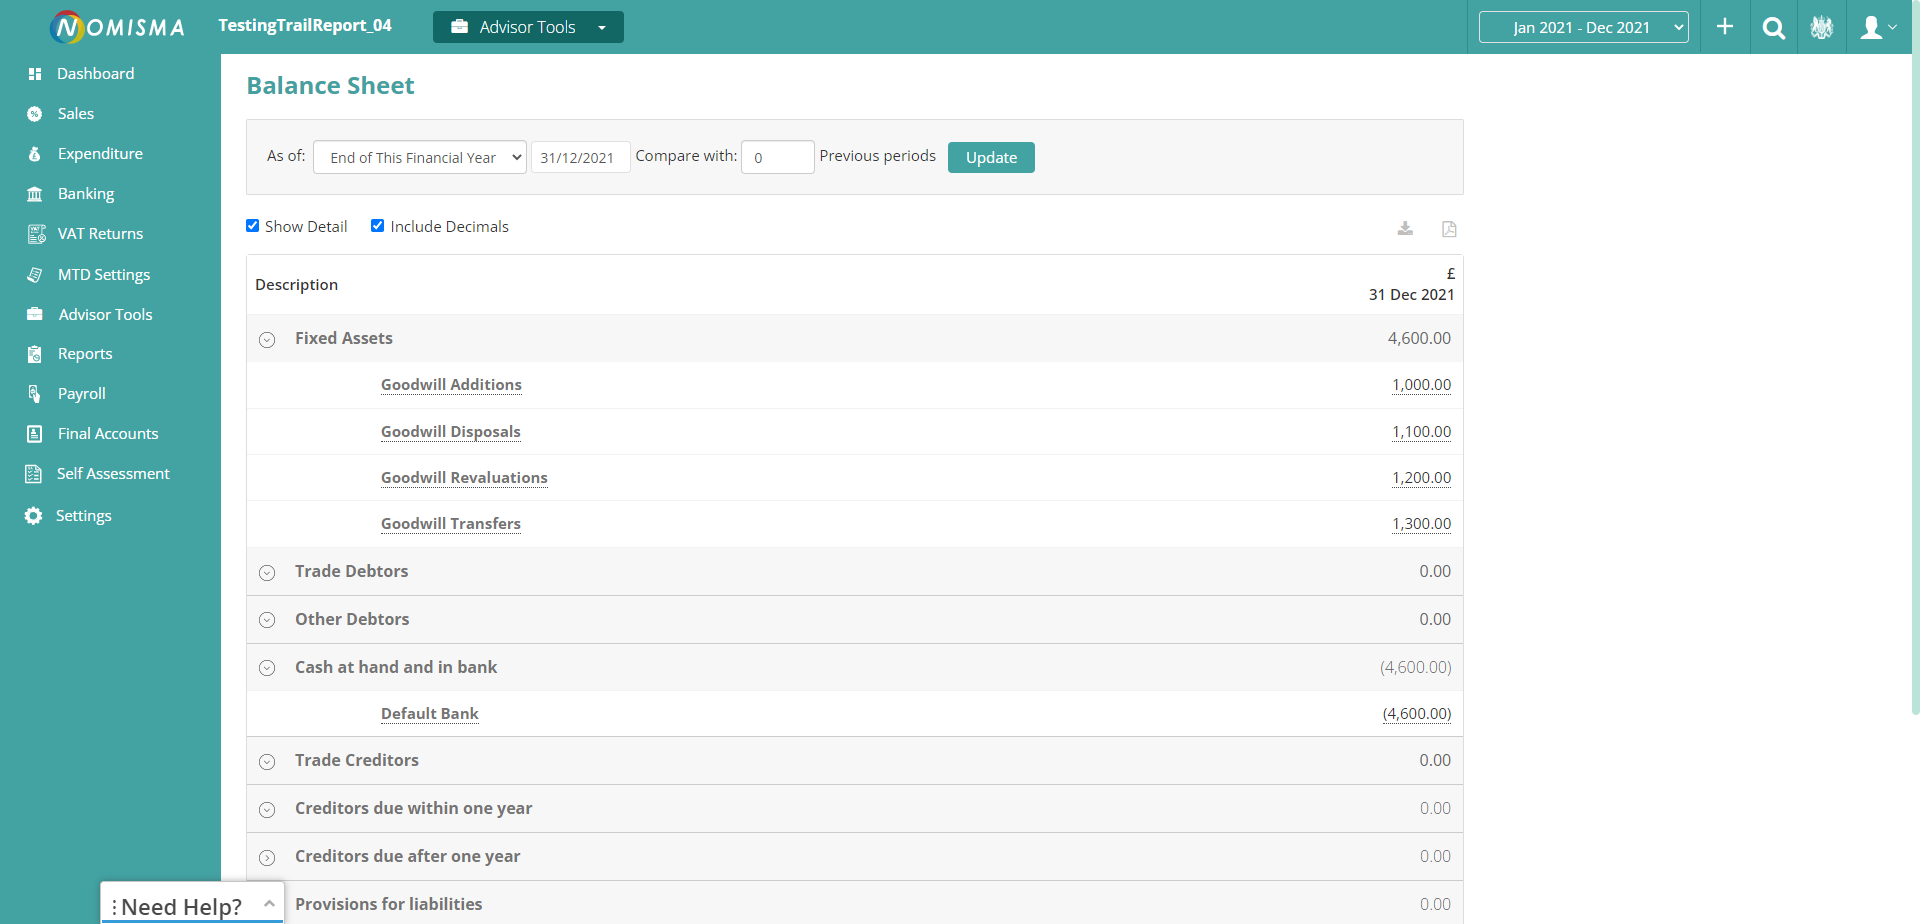 NOMISMA
TestingTrailReport_04
Advisor Tools
Jan 2021 - Dec 2021
Dashboard
Sales
Expenditure
Banking
VAT Returns
MTD Settings
Advisor Tools
Reports
Payroll
Final Accounts
Self Assessment
Settings
Balance Sheet
As of: End of This Financial Year 31/12/2021 Compare with: 0 Previous periods Update
Show Detail Include Decimals
£
Description 31 Dec 2021
Fixed Assets 4,600.00
Goodwill Additions 1,000.00
Goodwill Disposals 1,100.00
Goodwill Revaluations 1,200.00
Goodwill Transfers 1,300.00
Trade Debtors 0.00
Other Debtors 0.00
Cash at hand and in bank (4,600.00)
Default Bank (4,600.00)
Trade Creditors 0.00
Creditors due within one year 0.00
Creditors due after one year 0.00
Provisions for liabilities 0.00
Need Help?